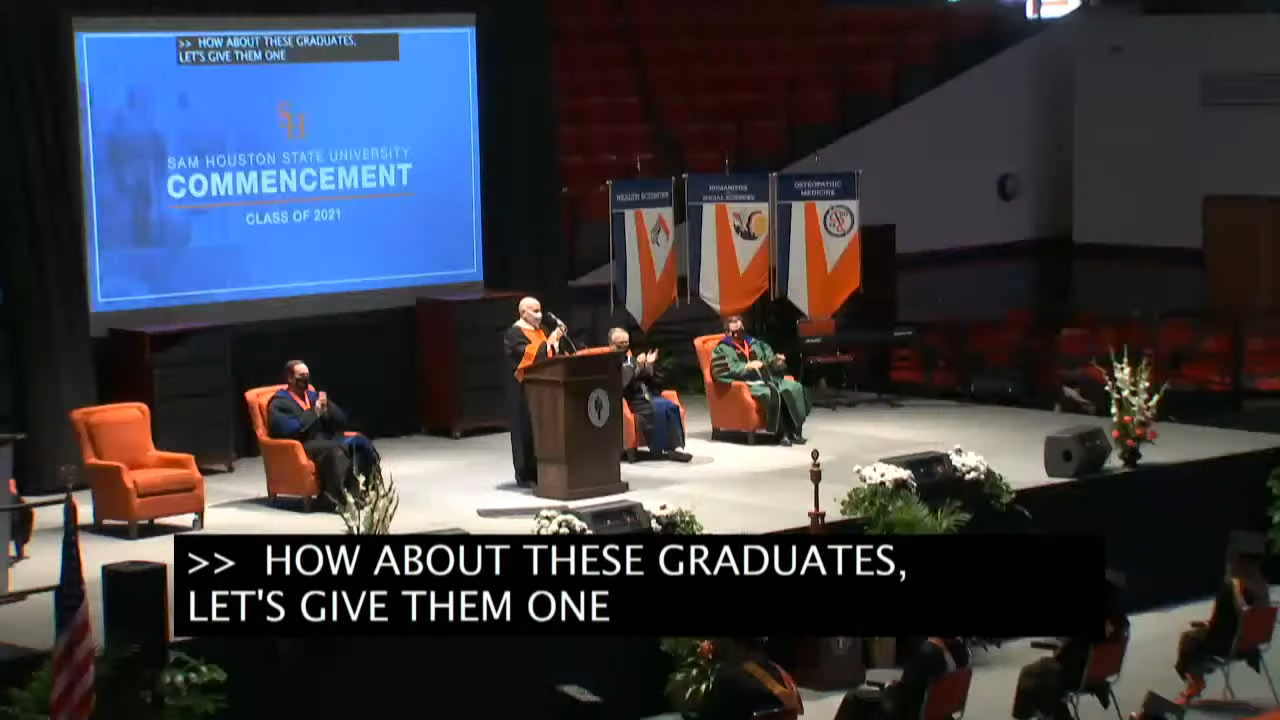 >> HOW ABOUT THESE GRADUATES,
LET'S GIVE THEM ONE
SH
SAM HOUSTON STATE UNIVERSITY
COMMENCEMENT
CLASS OF 2021
HEALTH SCIENCES
HUMANITIES
SOCIAL SCIENCES
OSTEOPATHIC
MEDICINE
>> HOW ABOUT THESE GRADUATES,
LET'S GIVE THEM ONE